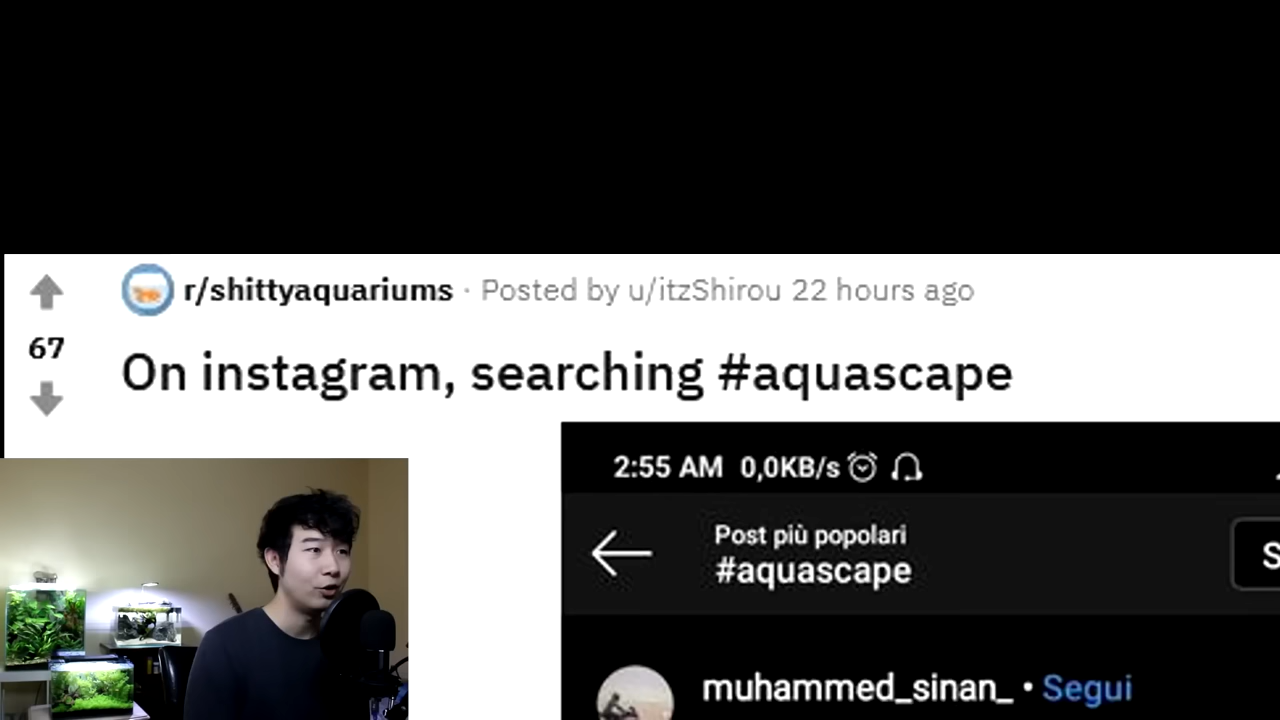 r/shittyaquariums · Posted by u/itzShirou 22 hours ago
67
On instagram, searching #aquascape
2:55 AM 0,0KB/s
Post più popolari
#aquascape
S
muhammed_sinan_ • Segui